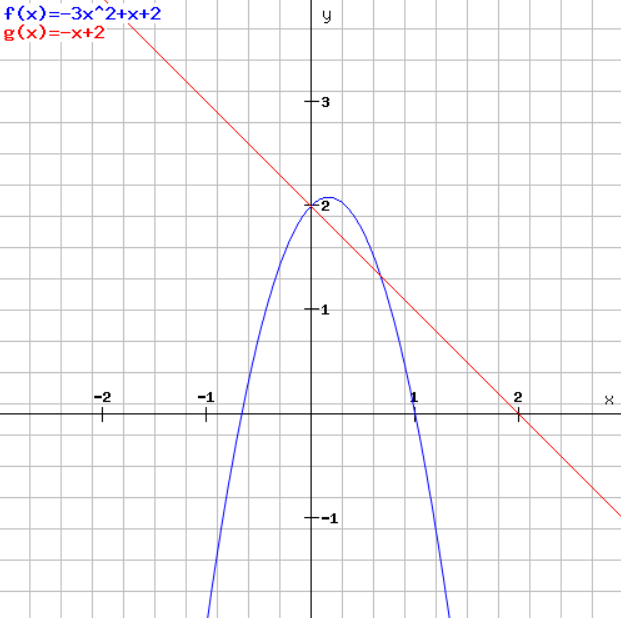 f(x)=-3x^2+x+2
g(x)=-x+2
y
3
2
1
-2 -1 1 2 x
-1